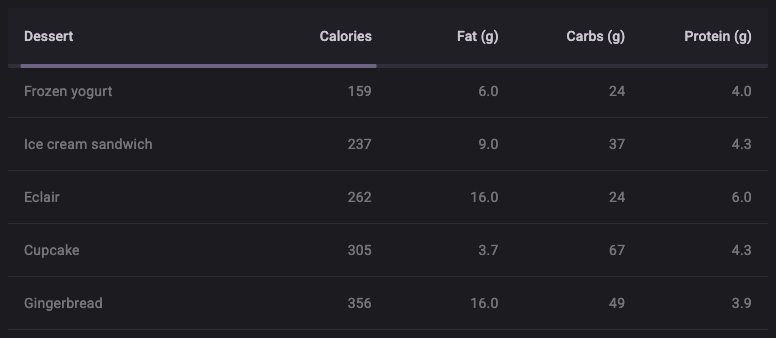 Dessert Calories Fat (g) Carbs (g) Protein (g)
Frozen yogurt 159 6.0 24 4.0
Ice cream sandwich 237 9.0 37 4.3
Eclair 262 16.0 24 6.0
Cupcake 305 3.7 67 4.3
Gingerbread 356 16.0 49 3.9